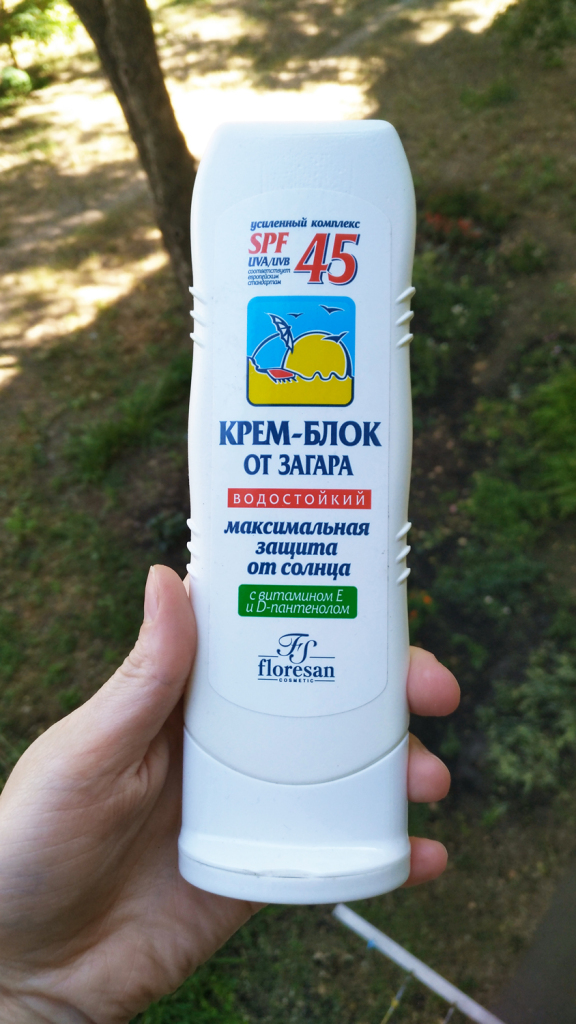 усиленный комплекс
SPF 45
UVA/UVB
соответствует
европейским
стандартам
КРЕМ-БЛОК
ОТ ЗАГАРА
ВОДОСТОЙКИЙ
максимальная
защита
от солнца
с витамином Е
и D-пантенолом
FS
floresan
COSMETIC